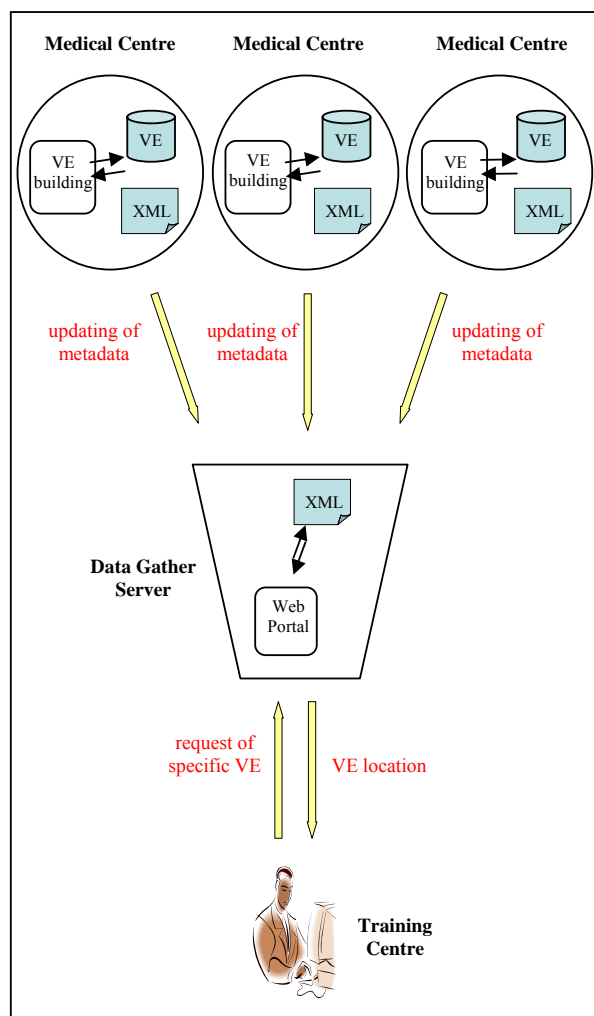 Medical Centre
Medical Centre
Medical Centre
VE
building
VE
XML
VE
building
VE
XML
VE
building
VE
XML
updating of
metadata
updating of
metadata
updating of
metadata
XML
Data Gather
Server
Web
Portal
request of
specific VE
VE location
Training
Centre